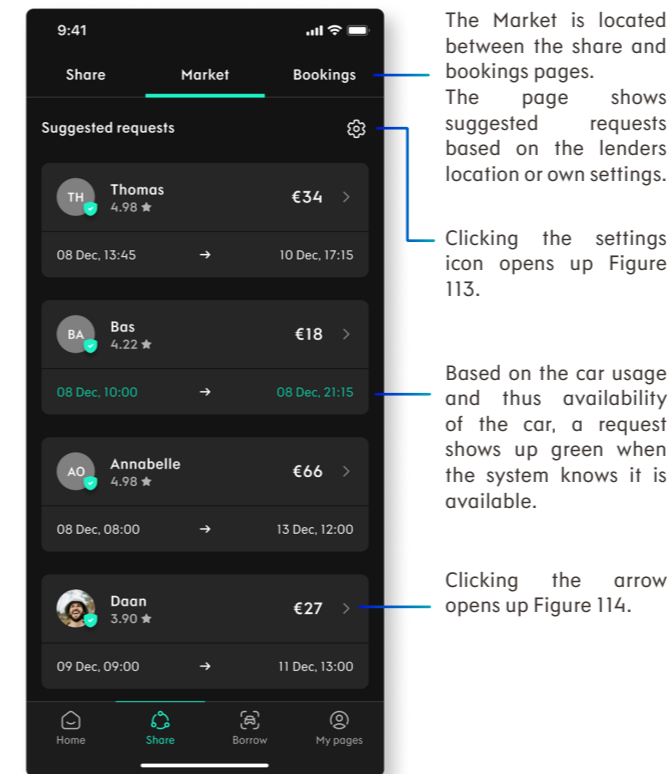 9:41
Share Market Bookings
Suggested requests
TH Thomas €34
4.98 ★
08 Dec, 13:45 → 10 Dec, 17:15
BA Bas €18
4.22 ★
08 Dec, 10:00 → 08 Dec, 21:15
AO Annabelle €66
4.98 ★
08 Dec, 08:00 → 13 Dec, 12:00
Daan €27
3.90 ★
09 Dec, 09:00 → 11 Dec, 13:00
Home Share Borrow My pages
The Market is located
between the share and
bookings pages.
The page shows
suggested requests
based on the lenders
location or own settings.
Clicking the settings
icon opens up Figure
113.
Based on the car usage
and thus availability
of the car, a request
shows up green when
the system knows it is
available.
Clicking the arrow
opens up Figure 114.